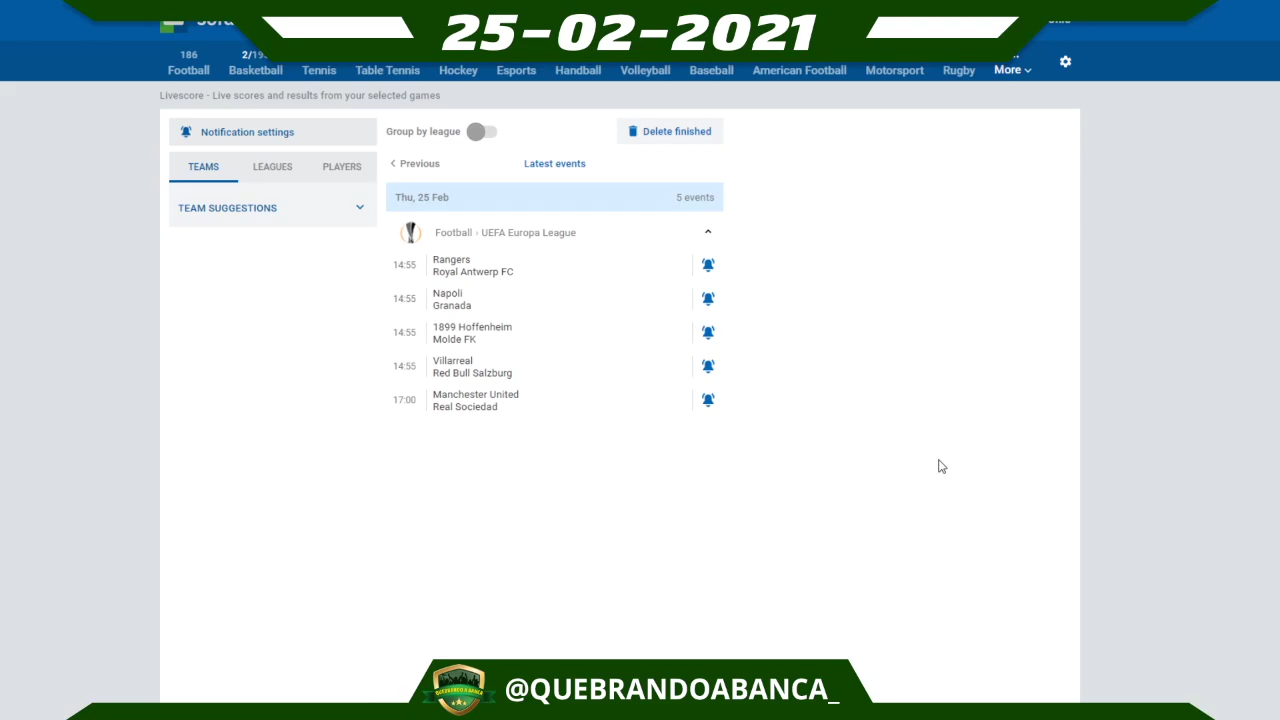 25-02-2021
186
2/19
Football
Basketball
Tennis
Table Tennis
Hockey
Esports
Handball
Volleyball
Baseball
American Football
Motorsport
Rugby
More
Livescore - Live scores and results from your selected games
Notification settings
Group by league
Delete finished
TEAMS
LEAGUES
PLAYERS
Previous
Latest events
TEAM SUGGESTIONS
Thu, 25 Feb
5 events
Football › UEFA Europa League
14:55
Rangers
Royal Antwerp FC
14:55
Napoli
Granada
14:55
1899 Hoffenheim
Molde FK
14:55
Villarreal
Red Bull Salzburg
17:00
Manchester United
Real Sociedad
QUEBRANDO A BANCA
@QUEBRANDOABANCA_